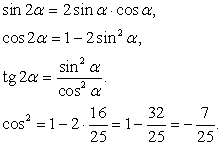 sin 2α = 2 sin α · cos α,
cos 2α = 1 − 2 sin² α,
tg 2α = sin² α / cos² α.
cos² = 1 − 2 · 16/25 = 1 − 32/25 = − 7/25.